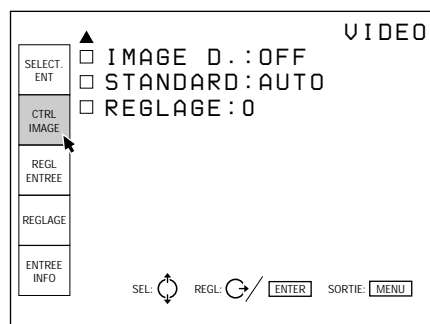 VIDEO
IMAGE D.:OFF
STANDARD:AUTO
REGLAGE:0
SELECT.
ENT
CTRL
IMAGE
REGL
ENTREE
REGLAGE
ENTREE
INFO
SEL: REGL: / ENTER SORTIE: MENU